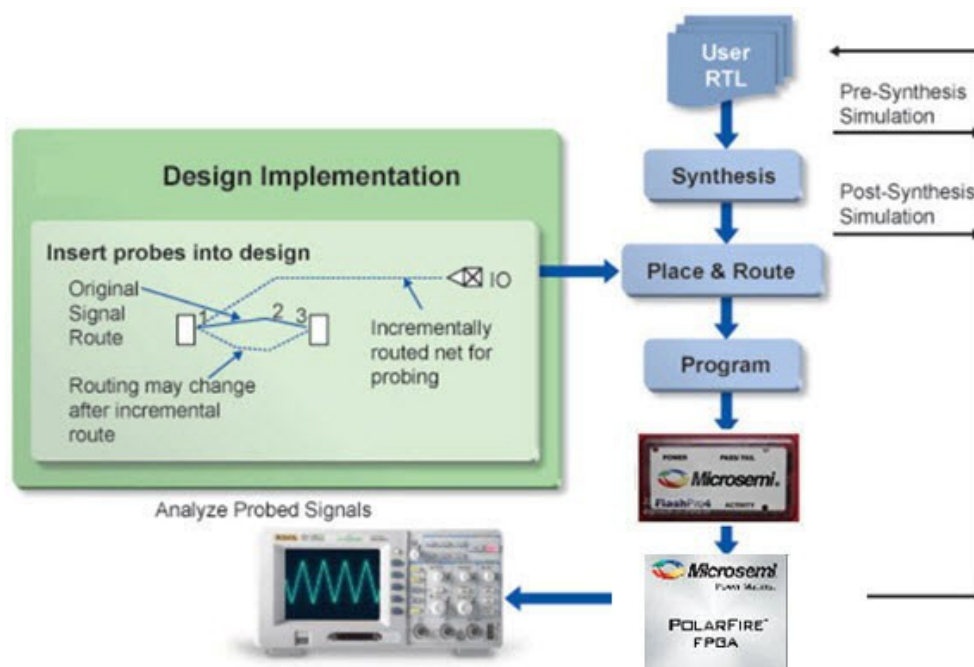 User
RTL
Pre-Synthesis
Simulation
Design Implementation
Synthesis
Post-Synthesis
Simulation
Insert probes into design
Original
Signal
Route
1
2
3
IO
Place & Route
Incrementally
routed net for
probing
Routing may change
after incremental
route
Program
POWER
PASS/FAIL
Microsemi
FlashPro4
ACTIVITY
Analyze Probed Signals
RIGOL
Microsemi
POLARFIRE™
FPGA